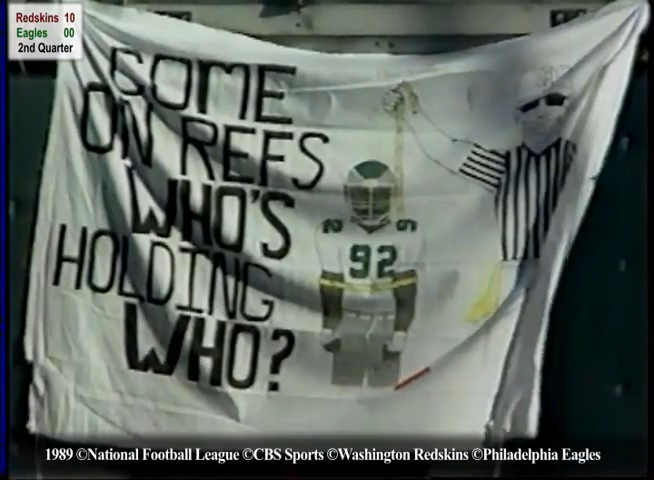 Redskins 10
Eagles 00
2nd Quarter
COME
ON REFS
WHO'S
HOLDING
WHO?
92
1989 ©National Football League ©CBS Sports ©Washington Redskins ©Philadelphia Eagles